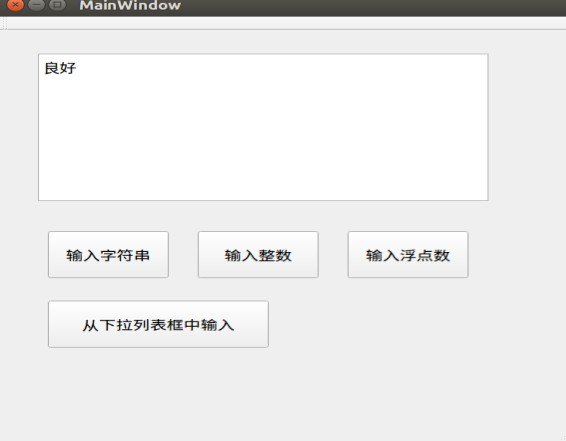 MainWindow
良好
输入字符串
输入整数
输入浮点数
从下拉列表框中输入